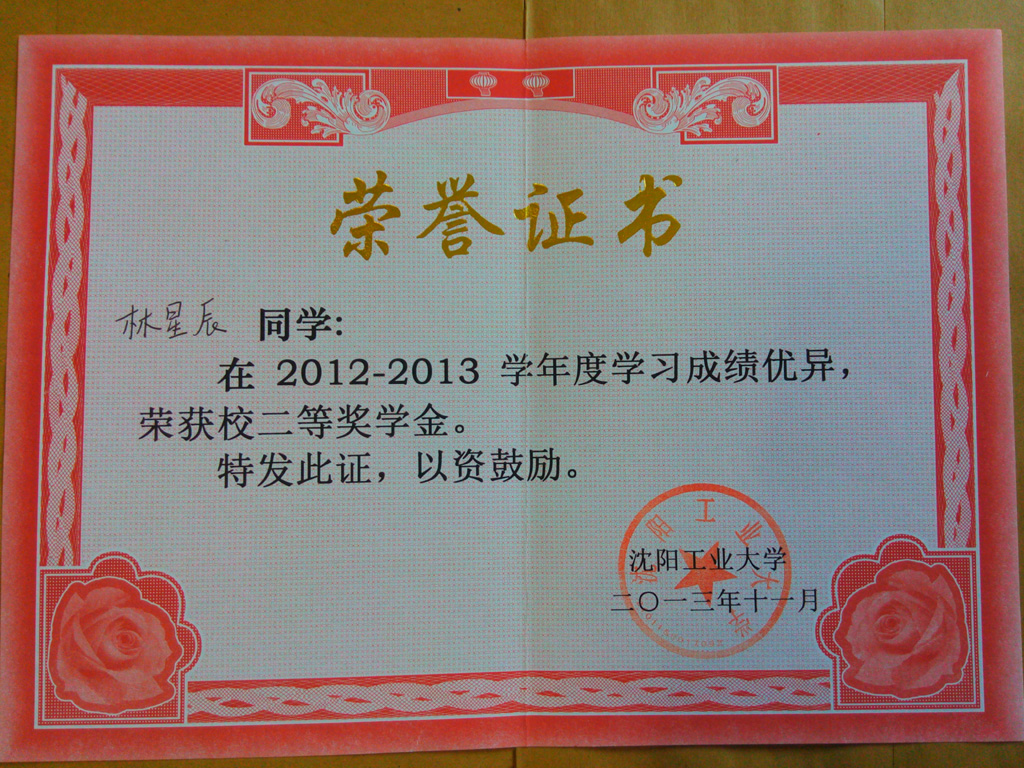 荣誉证书
林星辰 同学:
在 2012-2013 学年度学习成绩优异，
荣获校二等奖学金。
特发此证，以资鼓励。
沈阳工业大学
沈阳工业大学
二〇一三年十一月